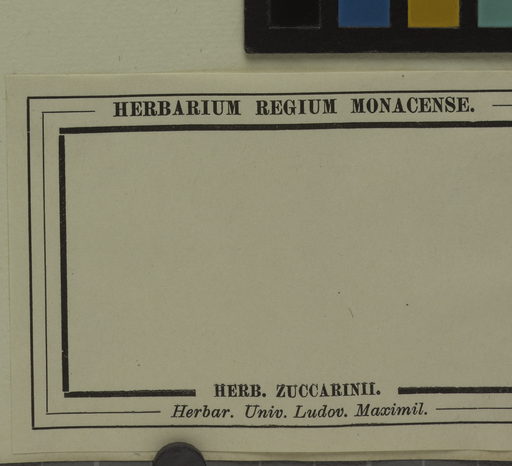 HERBARIUM REGIUM MONACENSE.
HERB. ZUCCARINII.
Herbar. Univ. Ludov. Maximil.